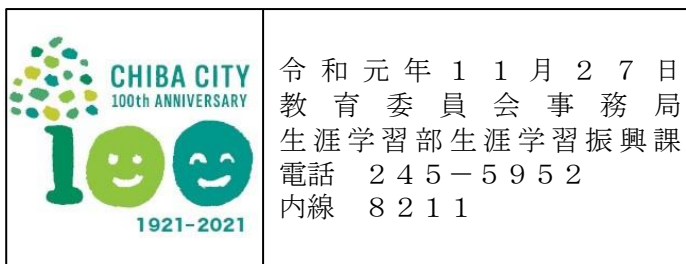 CHIBA CITY
100th ANNIVERSARY
100
1921-2021
令和元年11月27日
教育委員会事務局
生涯学習部生涯学習振興課
電話 245-5952
内線 8211